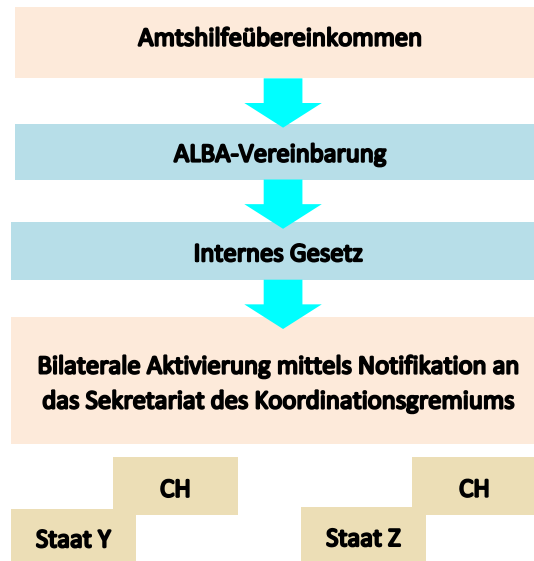 Amtshilfeübereinkommen
ALBA-Vereinbarung
Internes Gesetz
Bilaterale Aktivierung mittels Notifikation an
das Sekretariat des Koordinationsgremiums
CH
CH
Staat Y
Staat Z